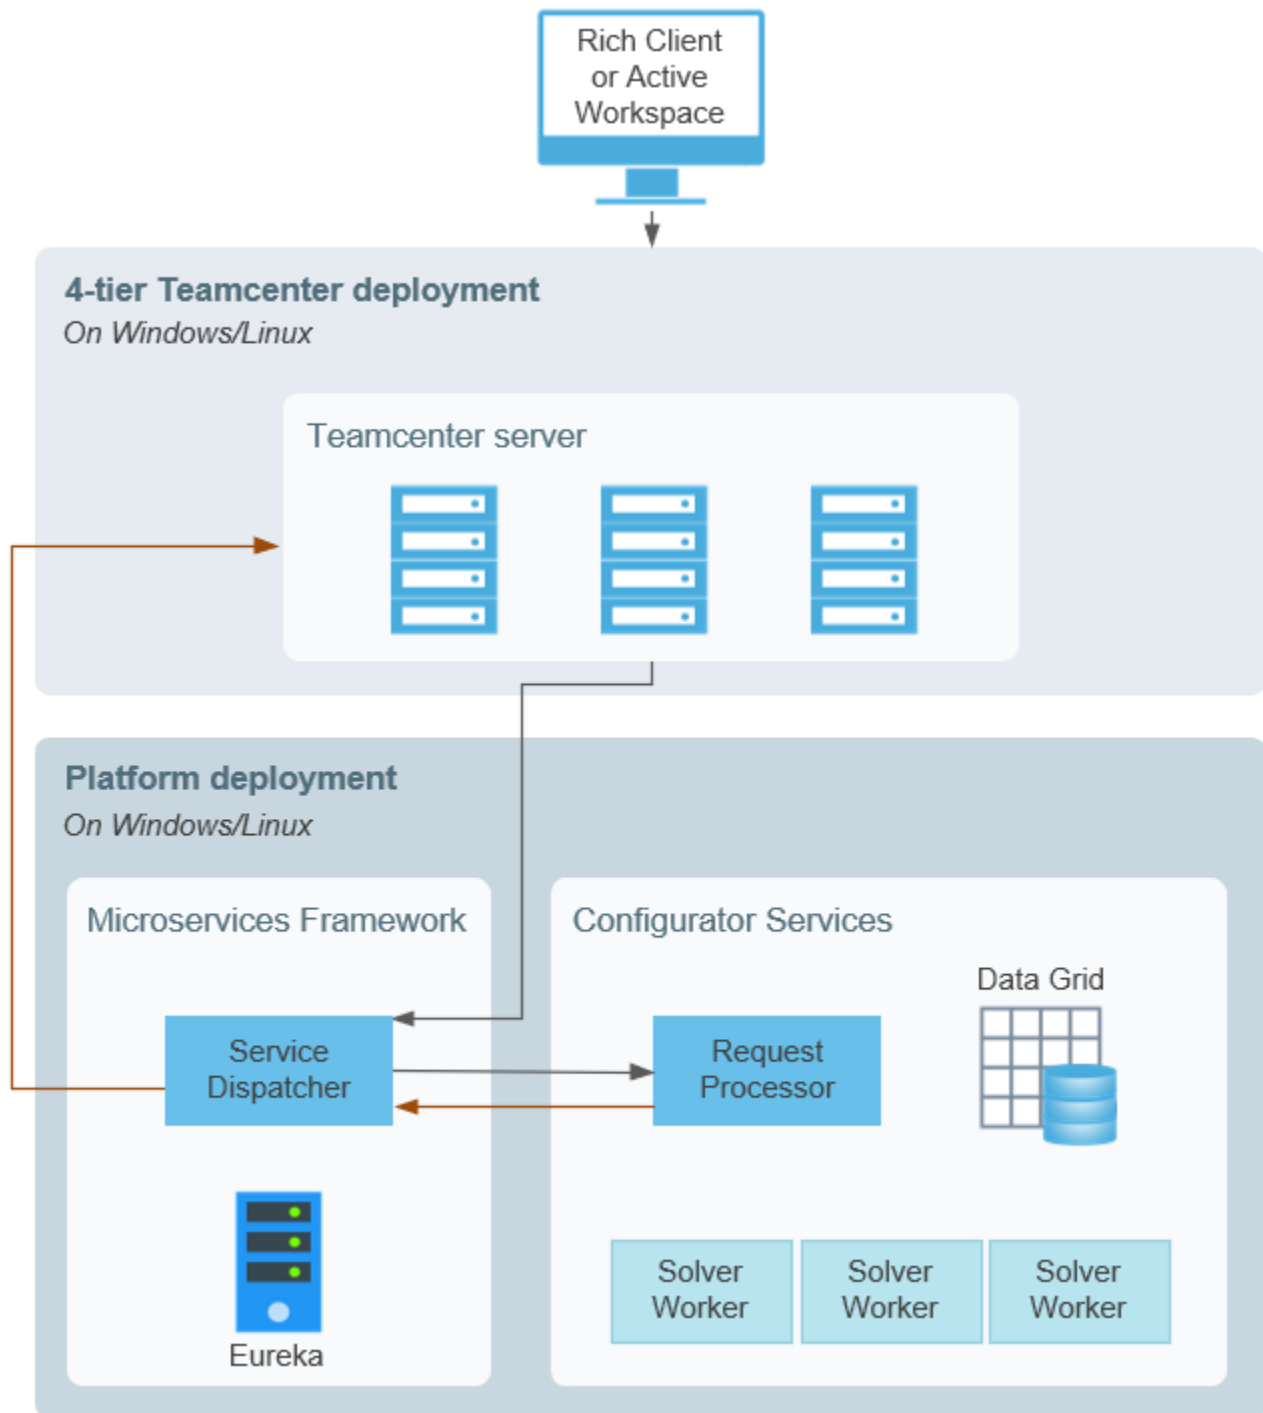 Rich Client
or Active
Workspace
4-tier Teamcenter deployment
On Windows/Linux
Teamcenter server
Platform deployment
On Windows/Linux
Microservices Framework
Service
Dispatcher
Eureka
Configurator Services
Data Grid
Request
Processor
Solver
Worker
Solver
Worker
Solver
Worker